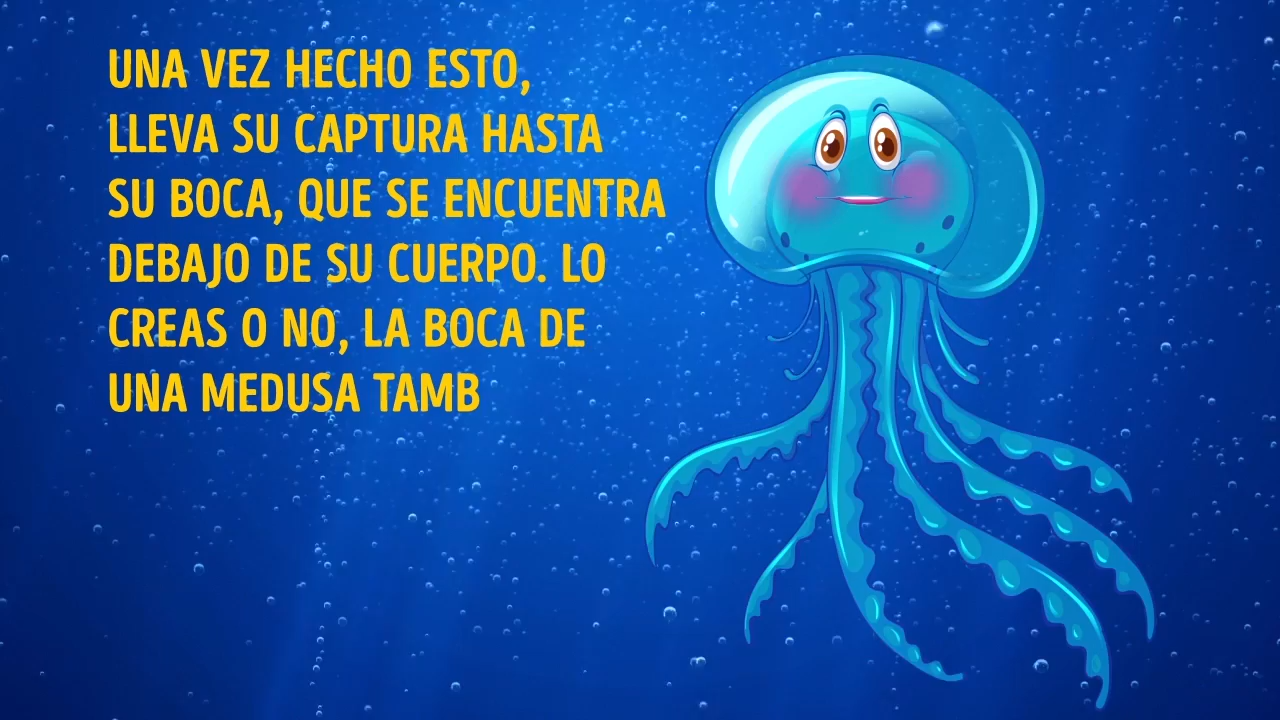 UNA VEZ HECHO ESTO,
LLEVA SU CAPTURA HASTA
SU BOCA, QUE SE ENCUENTRA
DEBAJO DE SU CUERPO. LO
CREAS O NO, LA BOCA DE
UNA MEDUSA TAMB